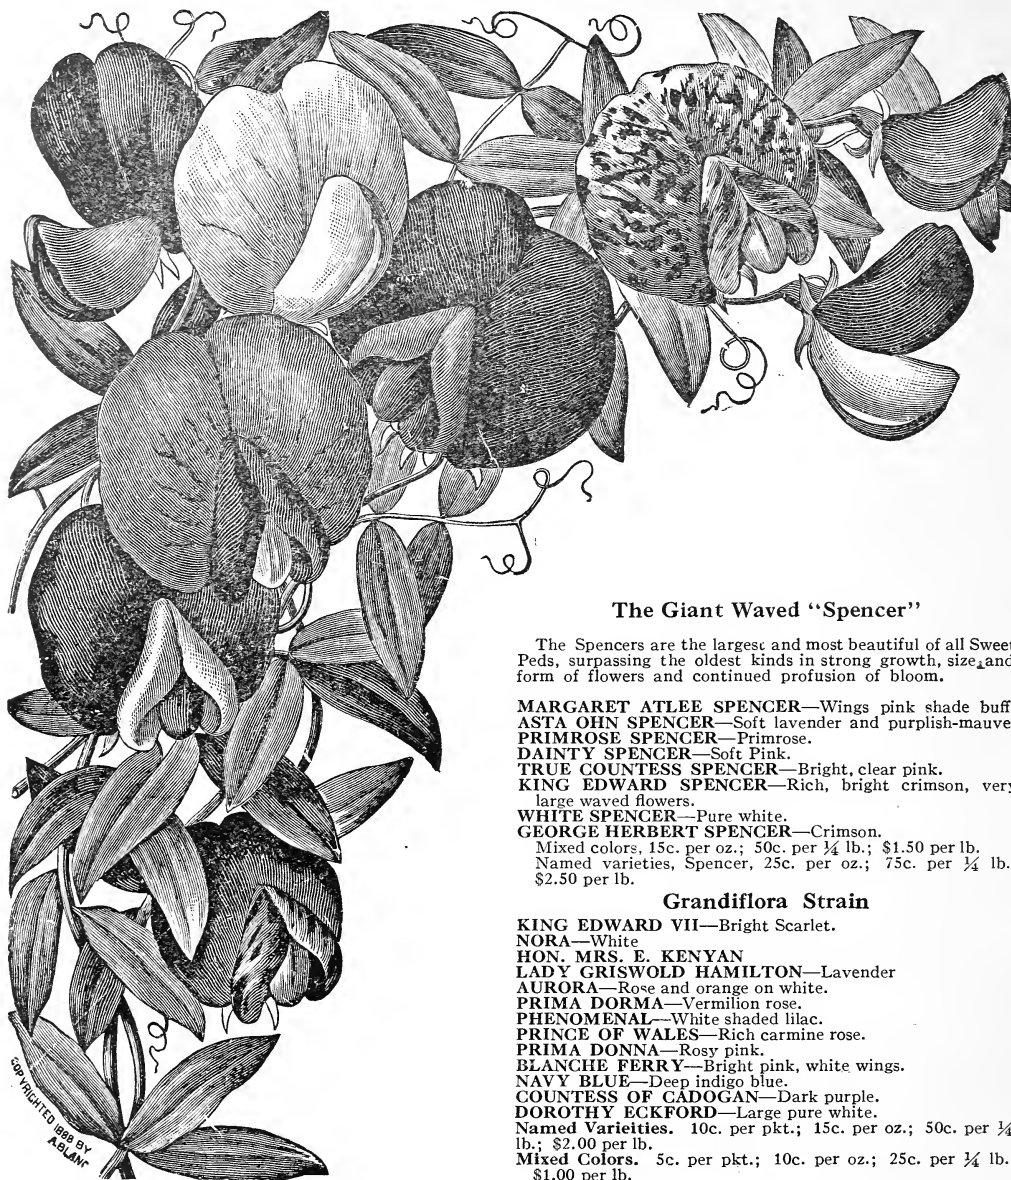 The Giant Waved "Spencer"
The Spencers are the largest and most beautiful of all Sweet
Peds, surpassing the oldest kinds in strong growth, size and
form of flowers and continued profusion of bloom.
MARGARET ATLEE SPENCER—Wings pink shade buff
ASTA OHN SPENCER—Soft lavender and purplish-mauve
PRIMROSE SPENCER—Primrose.
DAINTY SPENCER—Soft Pink.
TRUE COUNTESS SPENCER—Bright, clear pink.
KING EDWARD SPENCER—Rich, bright crimson, very
large waved flowers.
WHITE SPENCER—Pure white.
GEORGE HERBERT SPENCER—Crimson.
Mixed colors, 15c. per oz.; 50c. per ¼ lb.; $1.50 per lb.
Named varieties, Spencer, 25c. per oz.; 75c. per ¼ lb.
$2.50 per lb.
Grandiflora Strain
KING EDWARD VII—Bright Scarlet.
NORA—White
HON. MRS. E. KENYAN
LADY GRISWOLD HAMILTON—Lavender
AURORA—Rose and orange on white.
PRIMA DORMA—Vermilion rose.
PHENOMENAL—White shaded lilac.
PRINCE OF WALES—Rich carmine rose.
PRIMA DONNA—Rosy pink.
BLANCHE FERRY—Bright pink, white wings.
NAVY BLUE—Deep indigo blue.
COUNTESS OF CADOGAN—Dark purple.
DOROTHY ECKFORD—Large pure white.
Named Varieities. 10c. per pkt.; 15c. per oz.; 50c. per ¼
lb.; $2.00 per lb.
Mixed Colors. 5c. per pkt.; 10c. per oz.; 25c. per ¼ lb.
$1.00 per lb.
COPYRIGHTED 1888 BY
A.BLANC